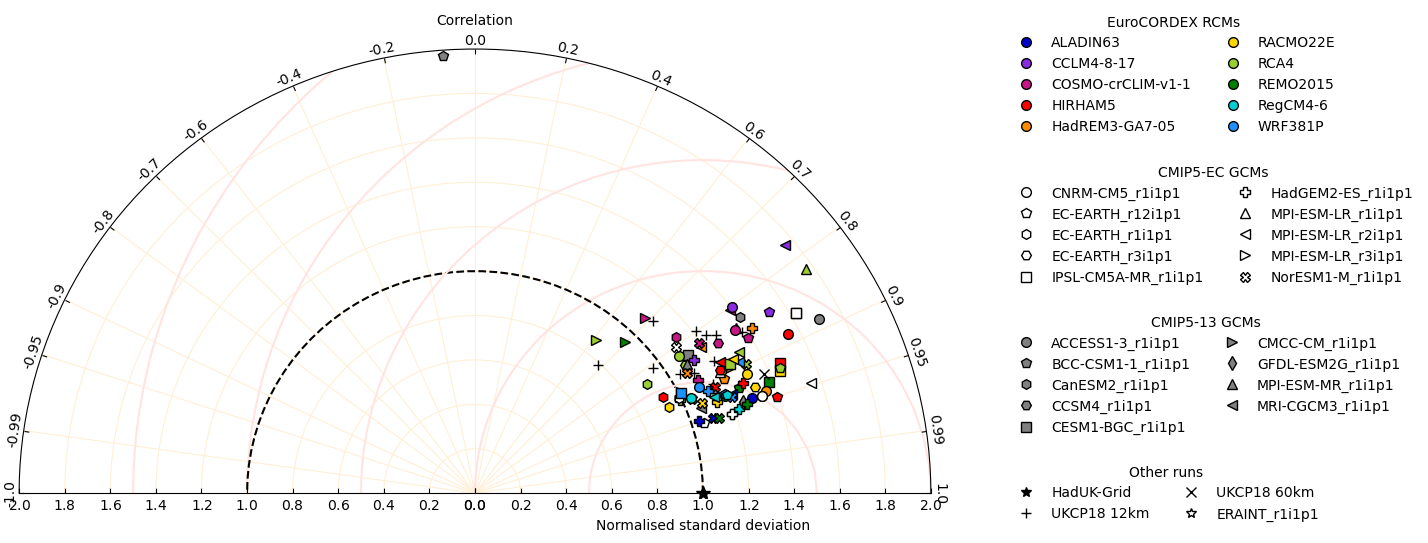 Correlation
-0.2 0.0 0.2
-0.4 0.4
-0.6 0.6
-0.7 0.7
-0.8 0.8
-0.9 0.9
-0.95 0.95
-0.99 0.99
-1.0 1.0
2.0 1.8 1.6 1.4 1.2 1.0 0.8 0.6 0.4 0.2 0.0 0.2 0.4 0.6 0.8 1.0 1.2 1.4 1.6 1.8 2.0
Normalised standard deviation
EuroCORDEX RCMs
ALADIN63 RACMO22E
CCLM4-8-17 RCA4
COSMO-crCLIM-v1-1 REMO2015
HIRHAM5 RegCM4-6
HadREM3-GA7-05 WRF381P
CMIP5-EC GCMs
CNRM-CM5_r1i1p1 HadGEM2-ES_r1i1p1
EC-EARTH_r12i1p1 MPI-ESM-LR_r1i1p1
EC-EARTH_r1i1p1 MPI-ESM-LR_r2i1p1
EC-EARTH_r3i1p1 MPI-ESM-LR_r3i1p1
IPSL-CM5A-MR_r1i1p1 NorESM1-M_r1i1p1
CMIP5-13 GCMs
ACCESS1-3_r1i1p1 CMCC-CM_r1i1p1
BCC-CSM1-1_r1i1p1 GFDL-ESM2G_r1i1p1
CanESM2_r1i1p1 MPI-ESM-MR_r1i1p1
CCSM4_r1i1p1 MRI-CGCM3_r1i1p1
CESM1-BGC_r1i1p1
Other runs
HadUK-Grid UKCP18 60km
UKCP18 12km ERAINT_r1i1p1